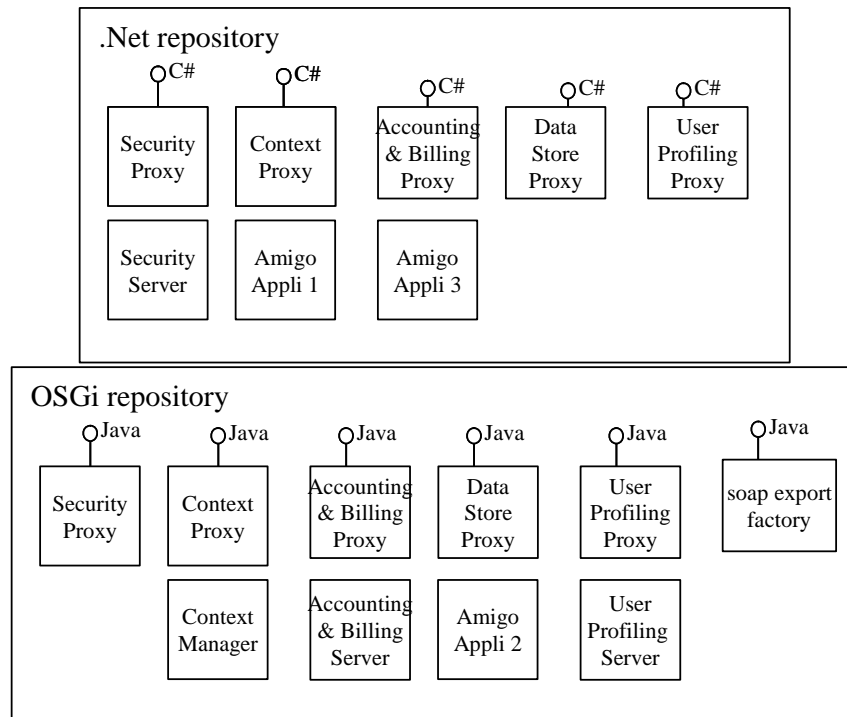 .Net repository
C#
C#
C#
C#
C#
Security
Proxy
Context
Proxy
Accounting
& Billing
Proxy
Data
Store
Proxy
User
Profiling
Proxy
Security
Server
Amigo
Appli 1
Amigo
Appli 3
OSGi repository
Java
Java
Java
Java
Java
Java
Security
Proxy
Context
Proxy
Accounting
& Billing
Proxy
Data
Store
Proxy
User
Profiling
Proxy
soap export
factory
Context
Manager
Accounting
& Billing
Server
Amigo
Appli 2
User
Profiling
Server